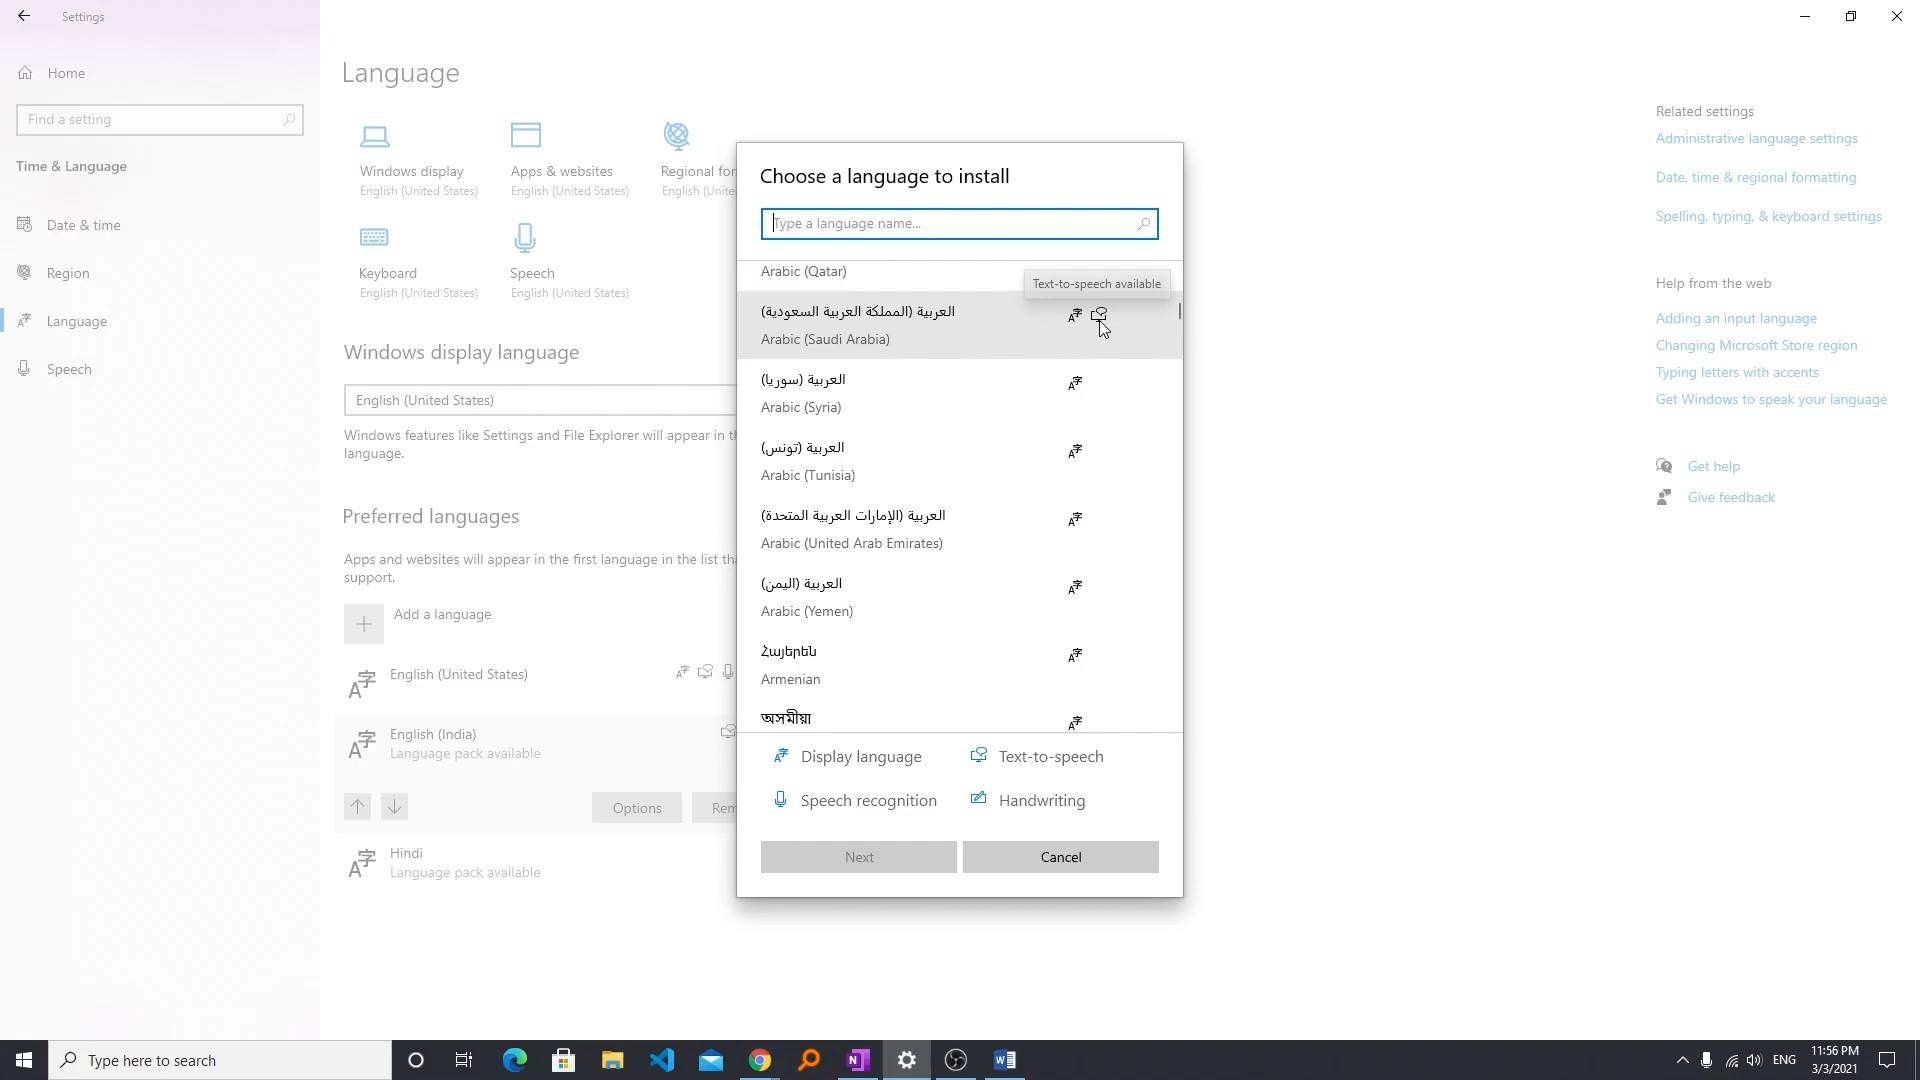 Settings
Home
Find a setting
Time & Language
Date & time
Region
Language
Speech
Language
Windows display
English (United States)
Apps & websites
English (United States)
Regional for
English (Unite
Keyboard
English (United States)
Speech
English (United States)
Windows display language
English (United States)
Windows features like Settings and File Explorer will appear in th
language.
Preferred languages
Apps and websites will appear in the first language in the list tha
support.
Add a language
English (United States)
English (India)
Language pack available
Options
Rem
Hindi
Language pack available
Choose a language to install
Type a language name...
Arabic (Qatar)
Text-to-speech available
العربية (المملكة العربية السعودية)
Arabic (Saudi Arabia)
العربية (سوريا)
Arabic (Syria)
العربية (تونس)
Arabic (Tunisia)
العربية (الإمارات العربية المتحدة)
Arabic (United Arab Emirates)
العربية (اليمن)
Arabic (Yemen)
Հայերեն
Armenian
অসমীয়া
Display language
Text-to-speech
Speech recognition
Handwriting
Next
Cancel
Related settings
Administrative language settings
Date, time & regional formatting
Spelling, typing, & keyboard settings
Help from the web
Adding an input language
Changing Microsoft Store region
Typing letters with accents
Get Windows to speak your language
Get help
Give feedback
Type here to search
ENG
11:56 PM
3/3/2021